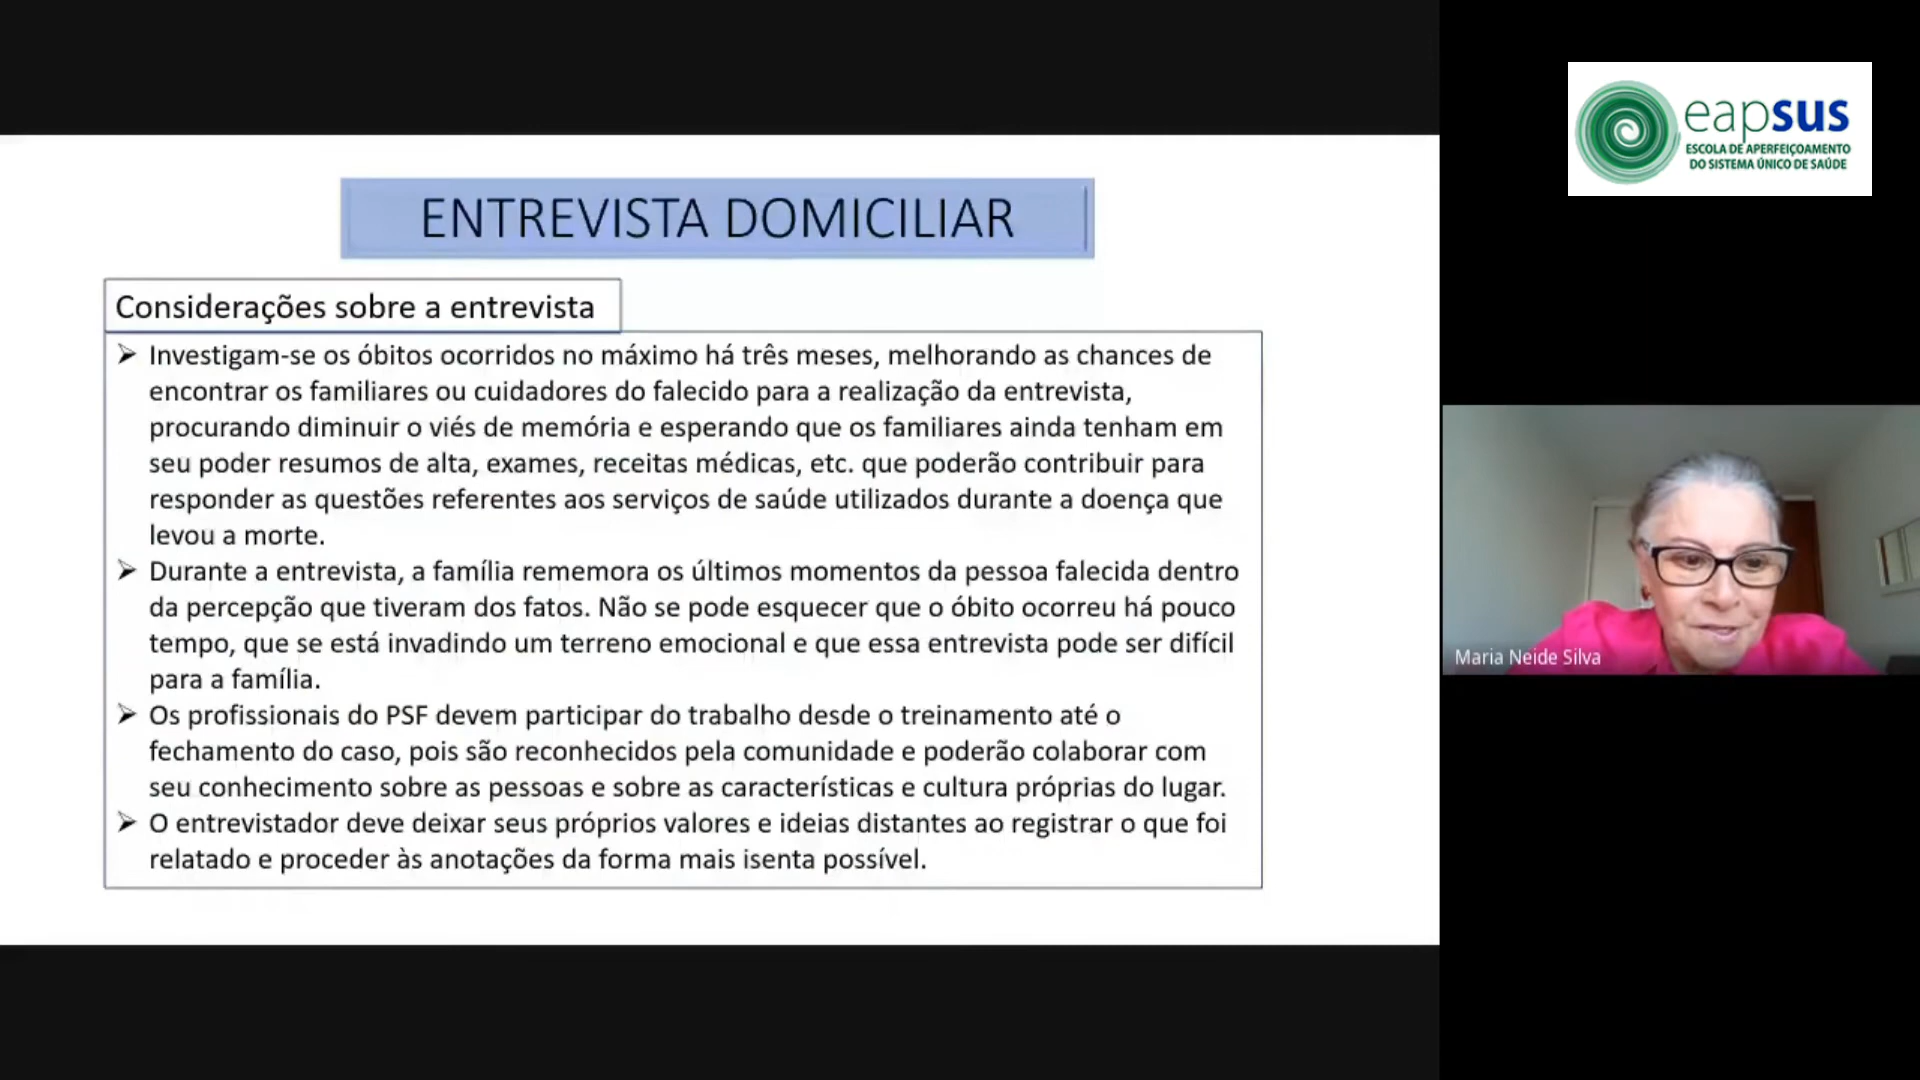 ENTREVISTA DOMICILIAR
Considerações sobre a entrevista
Investigam-se os óbitos ocorridos no máximo há três meses, melhorando as chances de
encontrar os familiares ou cuidadores do falecido para a realização da entrevista,
procurando diminuir o viés de memória e esperando que os familiares ainda tenham em
seu poder resumos de alta, exames, receitas médicas, etc. que poderão contribuir para
responder as questões referentes aos serviços de saúde utilizados durante a doença que
levou a morte.
Durante a entrevista, a família rememora os últimos momentos da pessoa falecida dentro
da percepção que tiveram dos fatos. Não se pode esquecer que o óbito ocorreu há pouco
tempo, que se está invadindo um terreno emocional e que essa entrevista pode ser difícil
para a família.
Os profissionais do PSF devem participar do trabalho desde o treinamento até o
fechamento do caso, pois são reconhecidos pela comunidade e poderão colaborar com
seu conhecimento sobre as pessoas e sobre as características e cultura próprias do lugar.
O entrevistador deve deixar seus próprios valores e ideias distantes ao registrar o que foi
relatado e proceder às anotações da forma mais isenta possível.
eapsus
ESCOLA DE APERFEIÇOAMENTO
DO SISTEMA ÚNICO DE SAÚDE
Maria Neide Silva